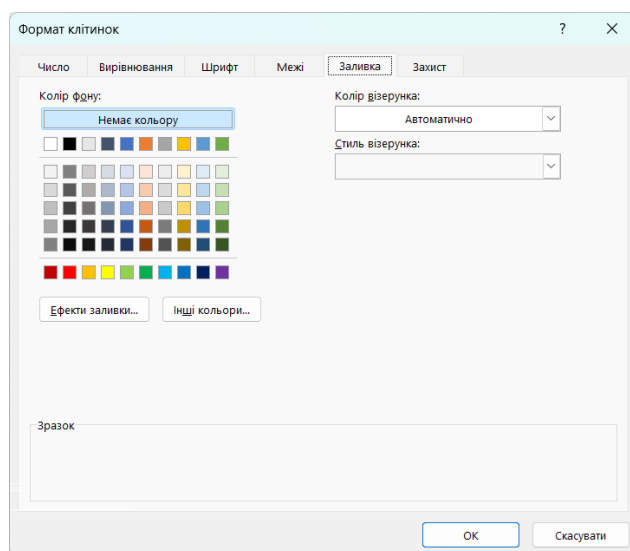 Формат клітинок ?
Число Вирівнювання Шрифт Межі Заливка Захист
Колір фону: Колір візерунка:
Немає кольору Автоматично
Стиль візерунка:
Ефекти заливки... Інші кольори...
Зразок
ОК Скасувати